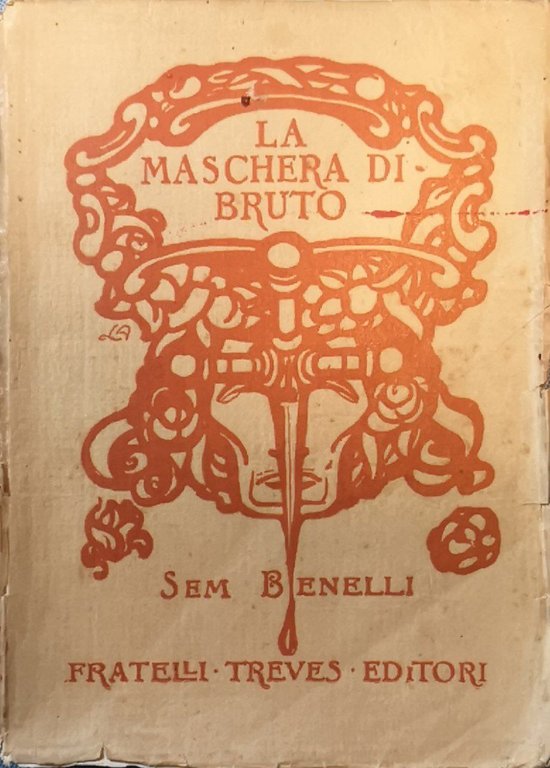 LA
MASCHERA DI
BRUTO
LA
SEM BENELLI
FRATELLI · TREVES · EDITORI